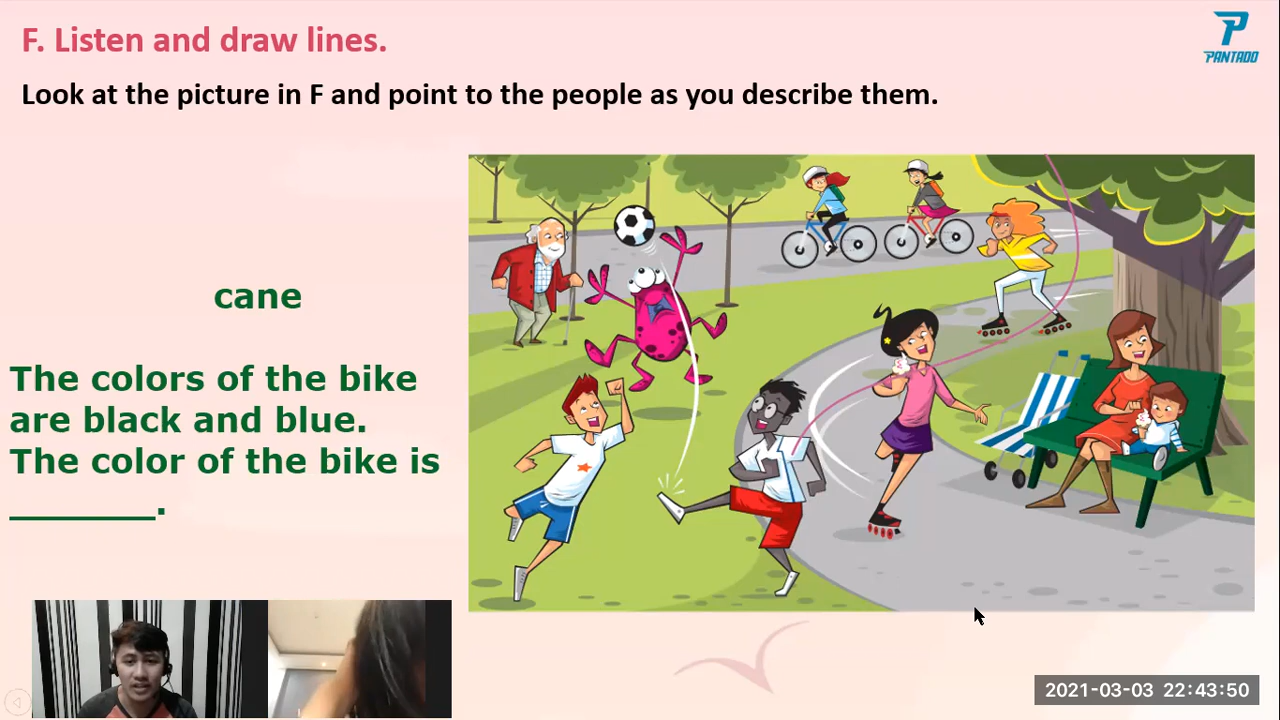 F. Listen and draw lines.
PANTADO
Look at the picture in F and point to the people as you describe them.
cane
The colors of the bike
are black and blue.
The color of the bike is
_______.
2021-03-03 22:43:50